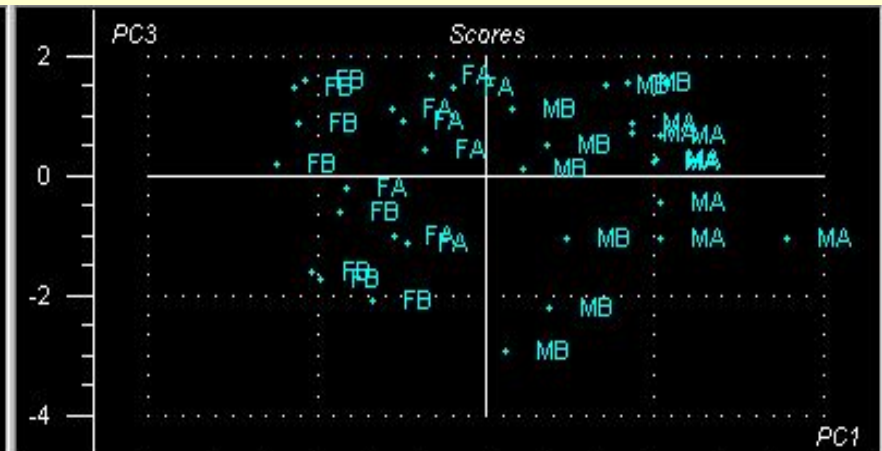 PC3 Scores
2
FB FA MB MB
FB FA MB
FA MB
FB FA MA
MA MA
FA MB
FB MB MA MA
0
FA
FB MA
FA FA MB MA MA
FB
FB
-2
FB MB
MB
-4
PC1